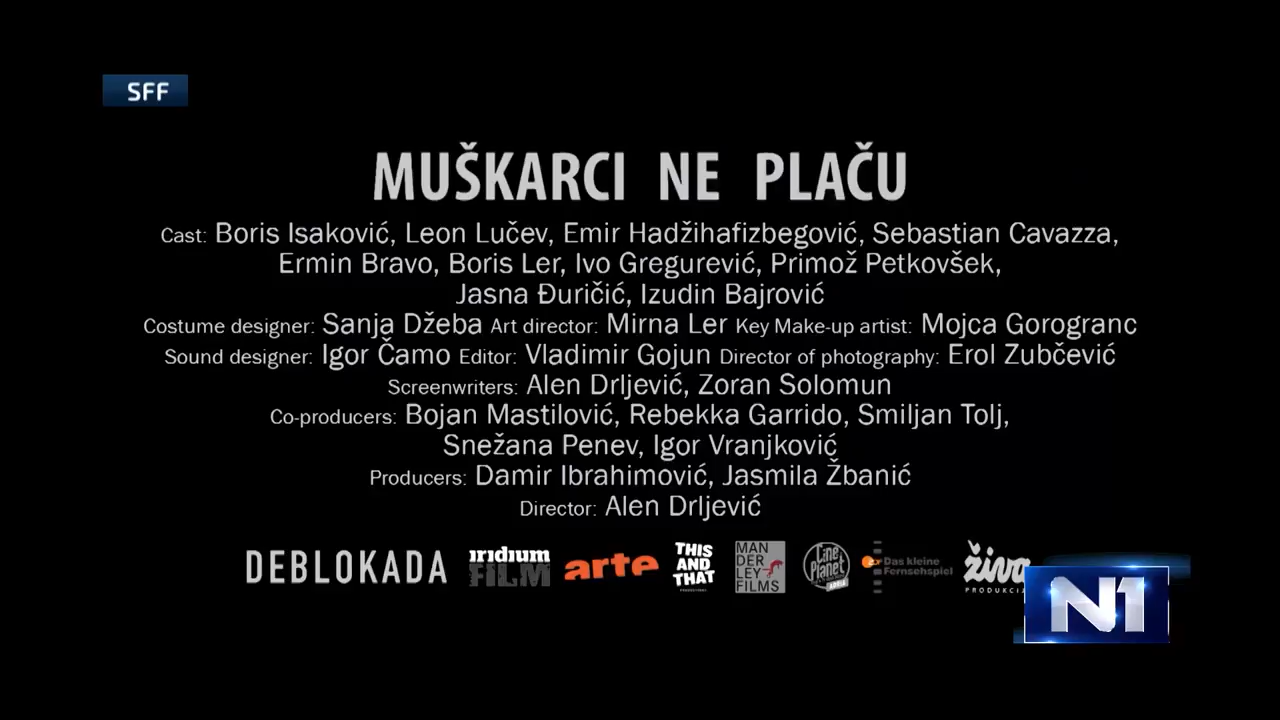 SFF
MUŠKARCI NE PLAČU
Cast: Boris Isaković, Leon Lučev, Emir Hadžihafizbegović, Sebastian Cavazza,
Ermin Bravo, Boris Ler, Ivo Gregurević, Primož Petkovšek,
Jasna Đuričić, Izudin Bajrović
Costume designer: Sanja Džeba Art director: Mirna Ler Key Make-up artist: Mojca Gorogranc
Sound designer: Igor Čamo Editor: Vladimir Gojun Director of photography: Erol Zubčević
Screenwriters: Alen Drljević, Zoran Solomun
Co-producers: Bojan Mastilović, Rebekka Garrido, Smiljan Tolj,
Snežana Penev, Igor Vranjković
Producers: Damir Ibrahimović, Jasmila Žbanić
Director: Alen Drljević
DEBLOKADA
iridium
FILM
arte
THIS
AND
THAT
MAN
DER
LEY
FILMS
Cine
Planet
Das kleine
Fernsehspiel
živa
N1